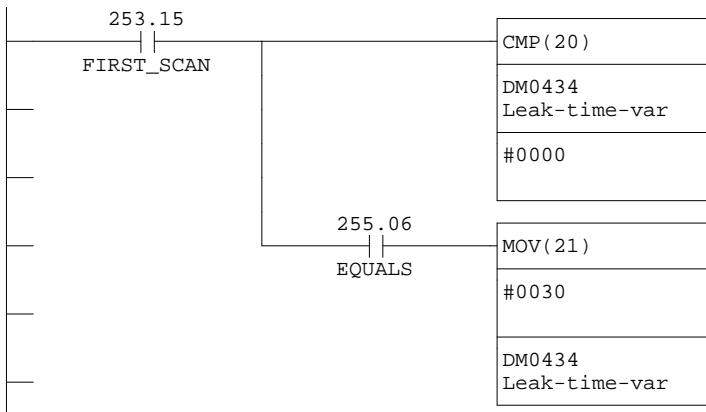 253.15
FIRST_SCAN
CMP(20)
DM0434
Leak-time-var
#0000
255.06
EQUALS
MOV(21)
#0030
DM0434
Leak-time-var